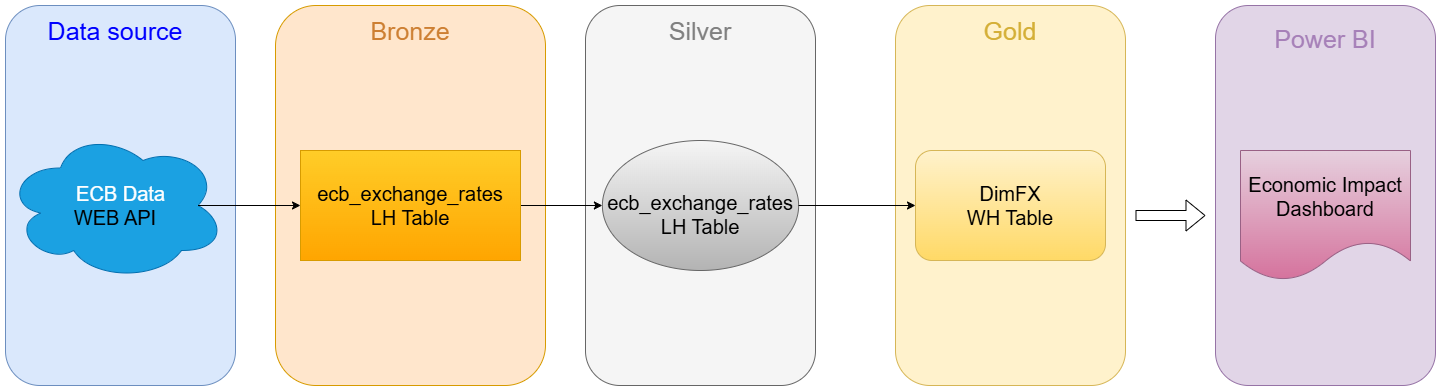 Data source
Bronze
Silver
Gold
Power BI
ECB Data
WEB API
ecb_exchange_rates
LH Table
ecb_exchange_rates
LH Table
DimFX
WH Table
Economic Impact
Dashboard